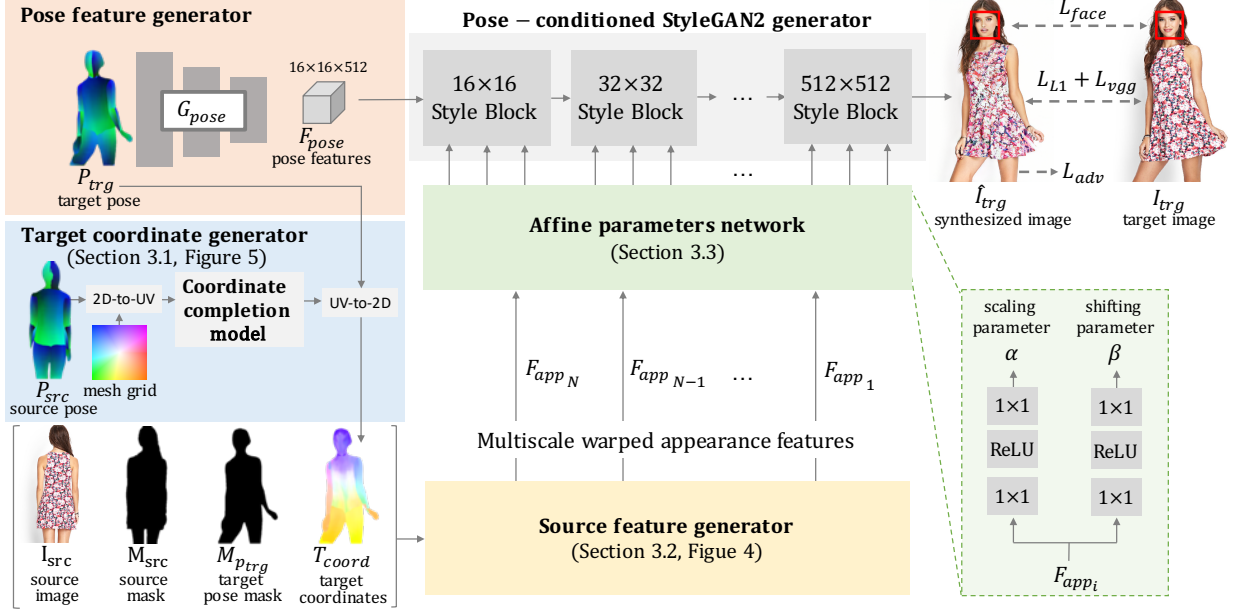 Pose feature generator
16×16×512
G_pose
F_pose
pose features
P_trg
target pose
Pose − conditioned StyleGAN2 generator
16×16
Style Block
32×32
Style Block
...
512×512
Style Block
...
L_face
L_L1 + L_vgg
L_adv
Î_trg
synthesized image
I_trg
target image
Target coordinate generator
(Section 3.1, Figure 5)
2D-to-UV
Coordinate
completion
model
UV-to-2D
P_src
source pose
mesh grid
Affine parameters network
(Section 3.3)
F_app_N
F_app_N−1
...
F_app_1
Multiscale warped appearance features
Source feature generator
(Section 3.2, Figue 4)
I_src
source
image
M_src
source
mask
M_p_trg
target
pose mask
T_coord
target
coordinates
scaling
parameter
α
1×1
ReLU
1×1
shifting
parameter
β
1×1
ReLU
1×1
F_app_i